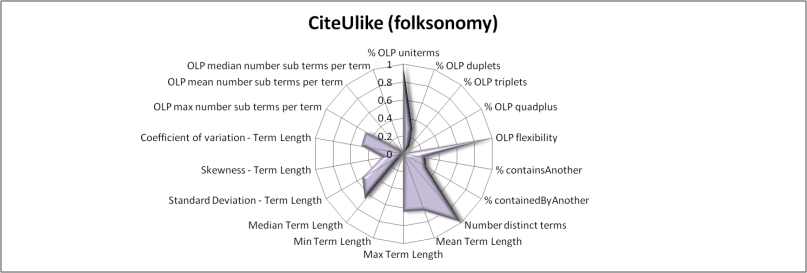 CiteUlike (folksonomy)
% OLP uniterms
% OLP duplets
% OLP triplets
% OLP quadplus
OLP flexibility
% containsAnother
% containedByAnother
Number distinct terms
Mean Term Length
Max Term Length
Min Term Length
Median Term Length
Standard Deviation - Term Length
Skewness - Term Length
Coefficient of variation - Term Length
OLP max number sub terms per term
OLP mean number sub terms per term
OLP median number sub terms per term
1
0.8
0.6
0.4
0.2
0